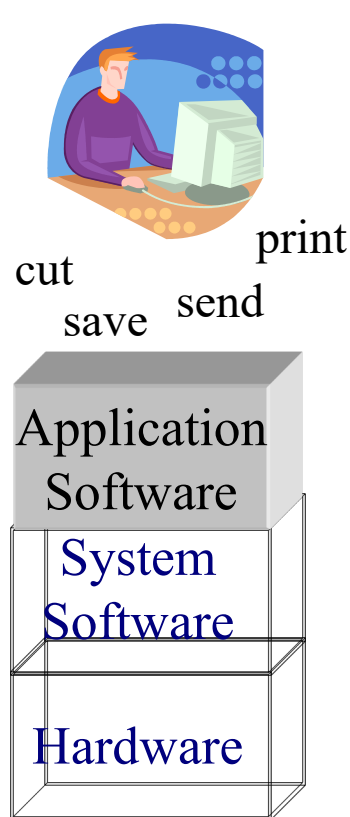 print
cut
send
save
Application
Software
System
Software
Hardware